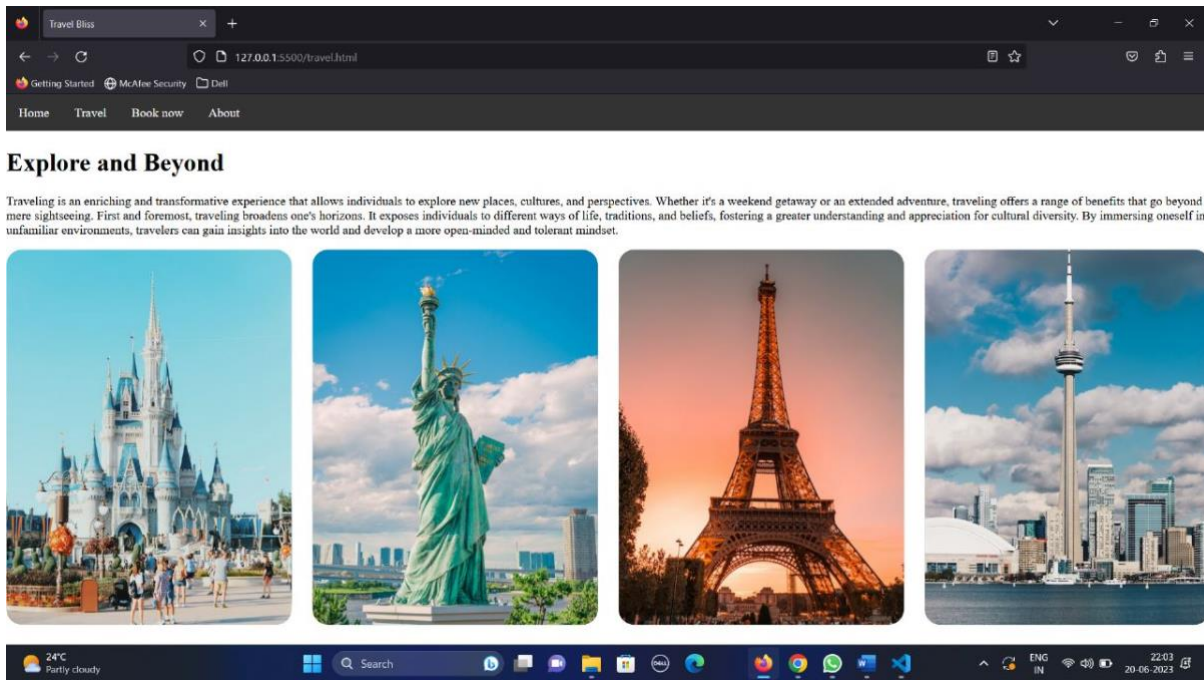 Travel Bliss
127.0.0.1:5500/travel.html
Getting Started McAfee Security Dell
Home Travel Book now About
Explore and Beyond
Traveling is an enriching and transformative experience that allows individuals to explore new places, cultures, and perspectives. Whether it's a weekend getaway or an extended adventure, traveling offers a range of benefits that go beyond
mere sightseeing. First and foremost, traveling broadens one's horizons. It exposes individuals to different ways of life, traditions, and beliefs, fostering a greater understanding and appreciation for cultural diversity. By immersing oneself in
unfamiliar environments, travelers can gain insights into the world and develop a more open-minded and tolerant mindset.
24°C
Partly cloudy
Search
DELL
ENG
IN
22:03
20-06-2023